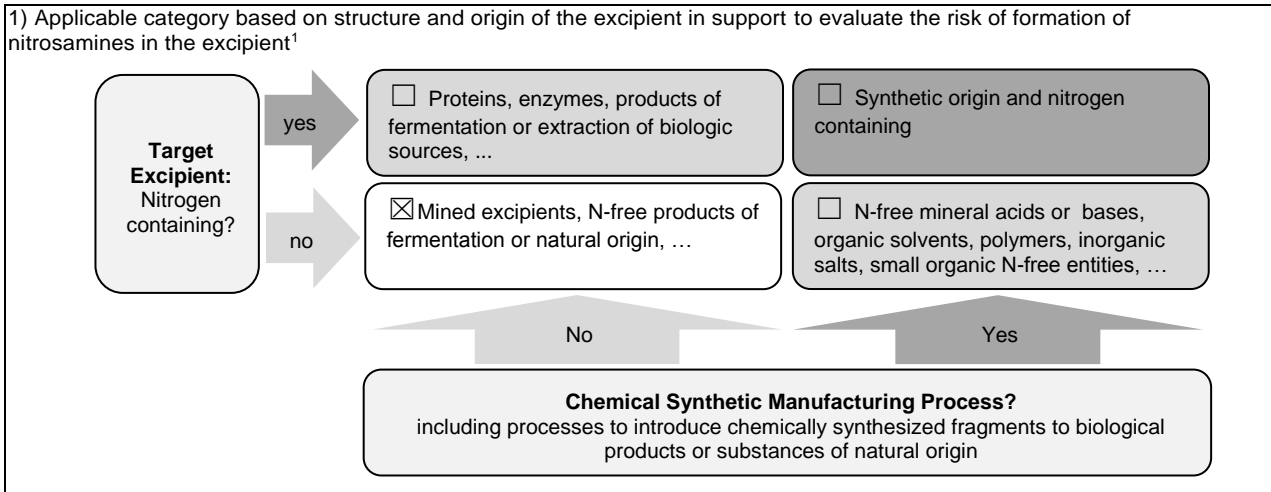 1) Applicable category based on structure and origin of the excipient in support to evaluate the risk of formation of
nitrosamines in the excipient¹
Target
Excipient:
Nitrogen
containing?
yes
☐ Proteins, enzymes, products of
fermentation or extraction of biologic
sources, ...
☐ Synthetic origin and nitrogen
containing
no
☒Mined excipients, N-free products of
fermentation or natural origin, …
☐ N-free mineral acids or bases,
organic solvents, polymers, inorganic
salts, small organic N-free entities, …
No
Yes
Chemical Synthetic Manufacturing Process?
including processes to introduce chemically synthesized fragments to biological
products or substances of natural origin